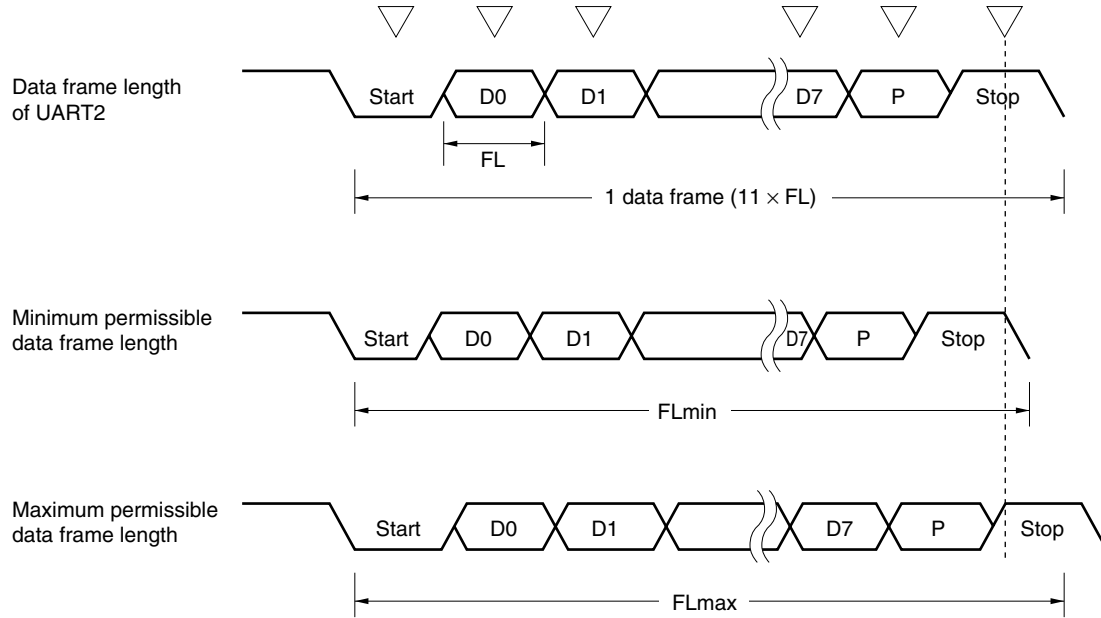 Data frame length
of UART2
Start D0 D1 D7 P Stop
FL
1 data frame (11 × FL)
Minimum permissible
data frame length
Start D0 D1 D7 P Stop
FLmin
Maximum permissible
data frame length
Start D0 D1 D7 P Stop
FLmax